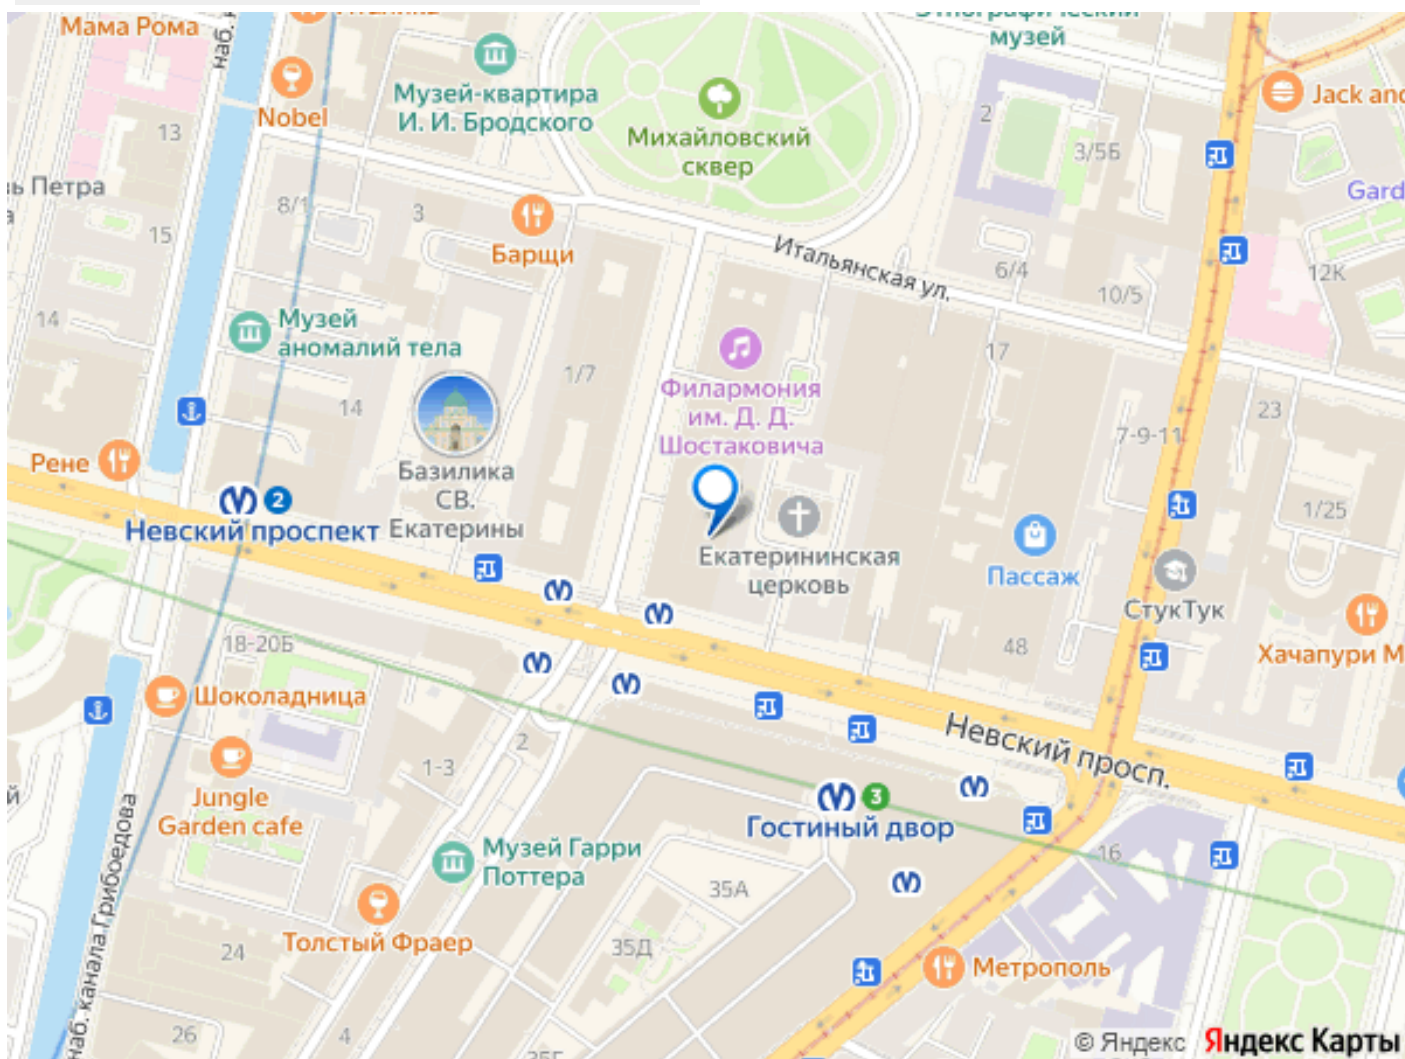 Мама Рома
Этнографический
музей
Nobel
Музей-квартира
И. И. Бродского
Михайловский
сквер
2
3/5Б
Jack and
13
ь Петра
8/1
3
15
Барщи
Итальянская ул.
Gard
6/4
10/5
12К
14
Музей
аномалий тела
1/7
14
Филармония
им. Д. Д.
Шостаковича
17
7-9-11
23
Рене
Базилика
СВ.
Екатерины
2
Невский проспект
Екатерининская
церковь
Пассаж
СтукТук
1/25
Хачапури М
48
18-20Б
Шоколадница
2
1-3
Jungle
Garden cafe
Невский просп.
3
Гостиный двор
16
Музей Гарри
Поттера
35А
35Д
Толстый Фраер
24
наб. канала Грибоедова
Метрополь
26
4
© Яндекс Яндекс Карты